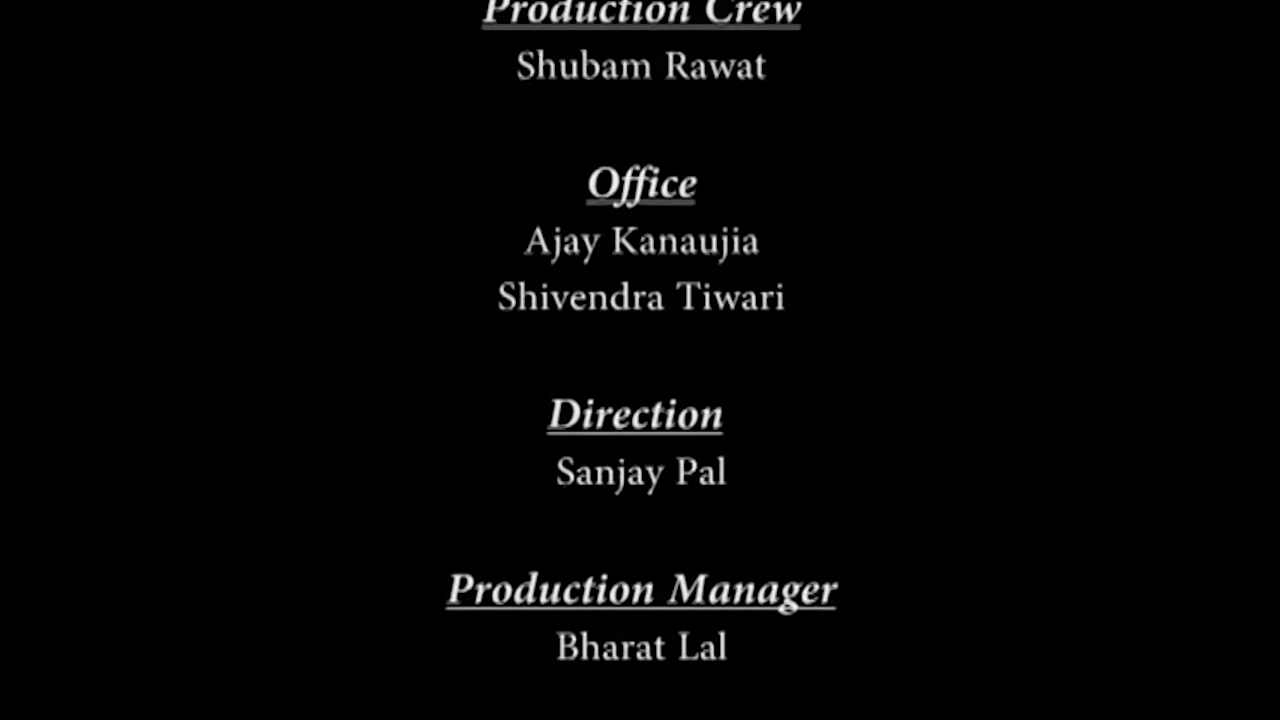 Production Crew
Shubam Rawat
Office
Ajay Kanaujia
Shivendra Tiwari
Direction
Sanjay Pal
Production Manager
Bharat Lal